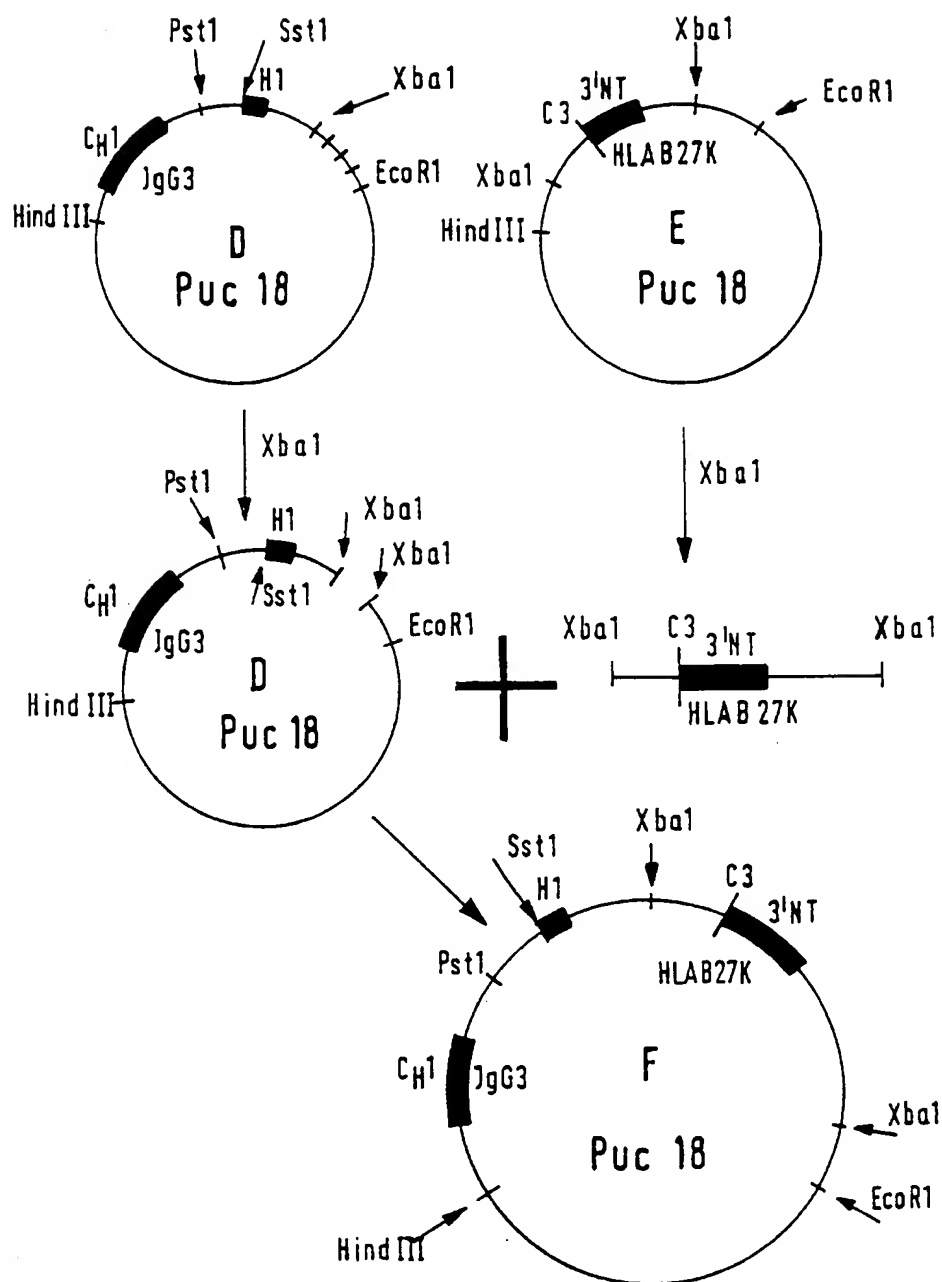 Pst1
Sst1
H1
Xba1
CH1
JgG3
EcoR1
Hind III
D
Puc 18
Xba1
3'NT
C3
EcoR1
HLAB27K
Xba1
Hind III
E
Puc 18
Xba1
Xba1
Pst1
H1
Xba1
Xba1
Sst1
CH1
JgG3
EcoR1
Hind III
D
Puc 18
Xba1
C3
3'NT
Xba1
HLAB27K
Xba1
Sst1
H1
C3
3'NT
Pst1
HLAB27K
CH1
JgG3
F
Puc 18
Xba1
EcoR1
Hind III